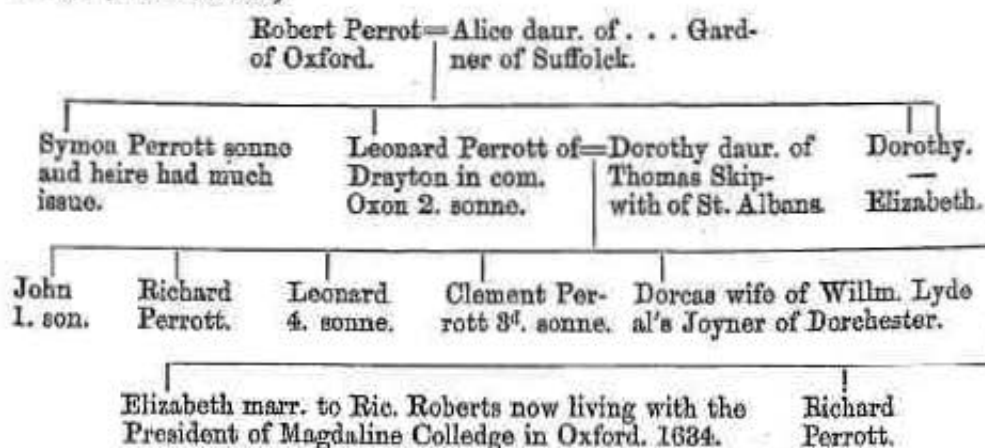 Robert Perrot=Alice daur. of . . . Gard-
of Oxford. ner of Suffolck.
Symon Perrott sonne
and heire had much
issue.
Leonard Perrott of=Dorothy daur. of
Drayton in com. Thomas Skip-
Oxon 2. sonne. with of St. Albans.
Dorothy.
—
Elizabeth.
John
1. son.
Richard
Perrott.
Leonard
4. sonne.
Clement Per-
rott 3d. sonne.
Dorcas wife of Willm. Lyde
al's Joyner of Dorchester.
Elizabeth marr. to Ric. Roberts now living with the
President of Magdaline Colledge in Oxford. 1634.
Richard
Perrott.